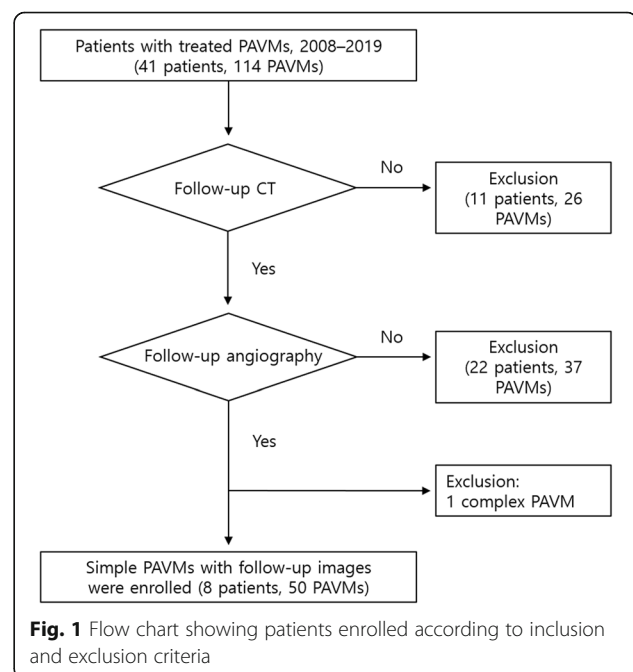 Patients with treated PAVMs, 2008–2019
(41 patients, 114 PAVMs)
Follow-up CT
No
Exclusion
(11 patients, 26
PAVMs)
Yes
Follow-up angiography
No
Exclusion
(22 patients, 37
PAVMs)
Yes
Exclusion:
1 complex PAVM
Simple PAVMs with follow-up images
were enrolled (8 patients, 50 PAVMs)
Fig. 1 Flow chart showing patients enrolled according to inclusion
and exclusion criteria